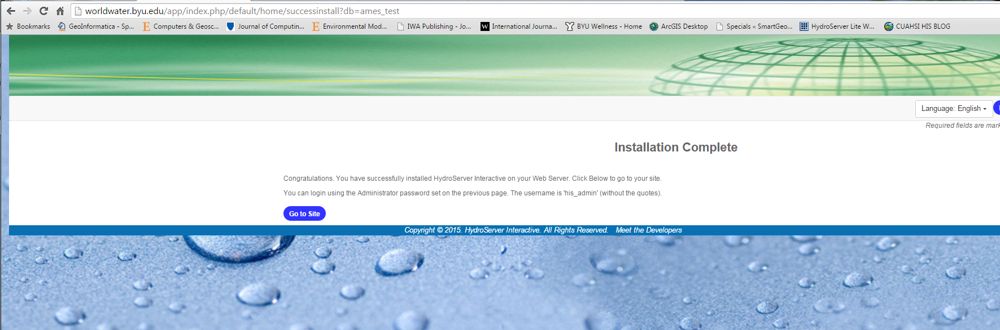 worldwater.byu.edu/app/index.php/default/home/successinstall?db=ames_test
Bookmarks GeoInformatica - Sp... Computers & Geosc... Journal of Computin... Environmental Mod... IWA Publishing - Jo... International Journa... BYU Wellness - Home ArcGIS Desktop Specials « SmartGeo... HydroServer Lite W... CUAHSI HIS BLOG
Language: English
Required fields are mark
Installation Complete
Congratulations. You have successfully installed HydroServer Interactive on your Web Server. Click Below to go to your site.
You can login using the Administrator password set on the previous page. The username is 'his_admin' (without the quotes).
Go to Site
Copyright © 2015. HydroServer Interactive. All Rights Reserved. Meet the Developers